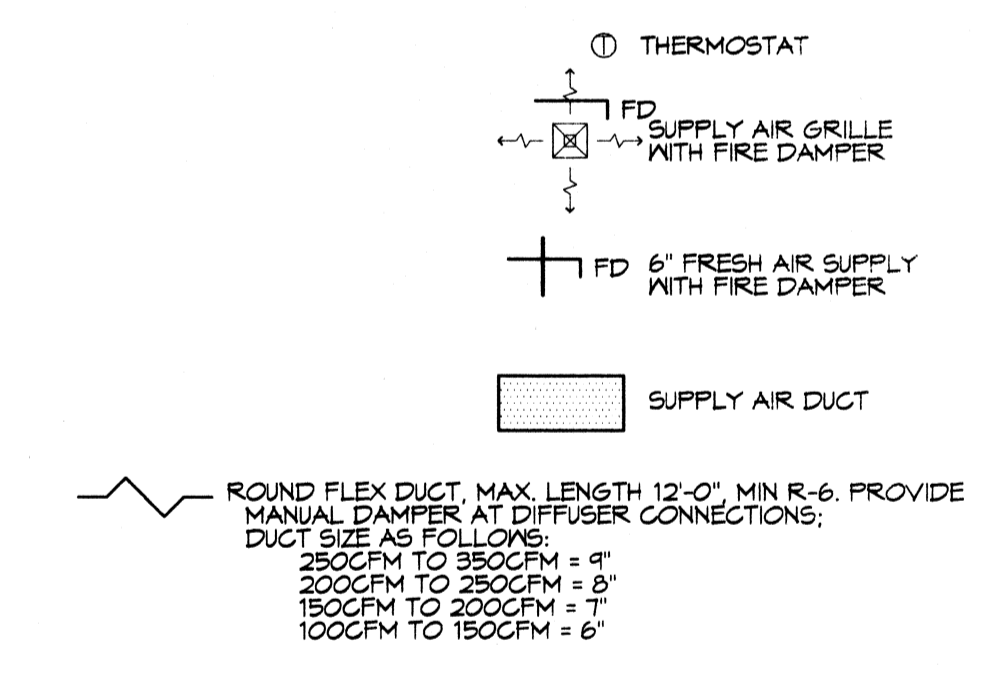 T THERMOSTAT
FD
SUPPLY AIR GRILLE
WITH FIRE DAMPER
FD 6" FRESH AIR SUPPLY
WITH FIRE DAMPER
SUPPLY AIR DUCT
ROUND FLEX DUCT, MAX. LENGTH 12'-0", MIN R-6. PROVIDE
MANUAL DAMPER AT DIFFUSER CONNECTIONS;
DUCT SIZE AS FOLLOWS:
250CFM TO 350CFM = 9"
200CFM TO 250CFM = 8"
150CFM TO 200CFM = 7"
100CFM TO 150CFM = 6"